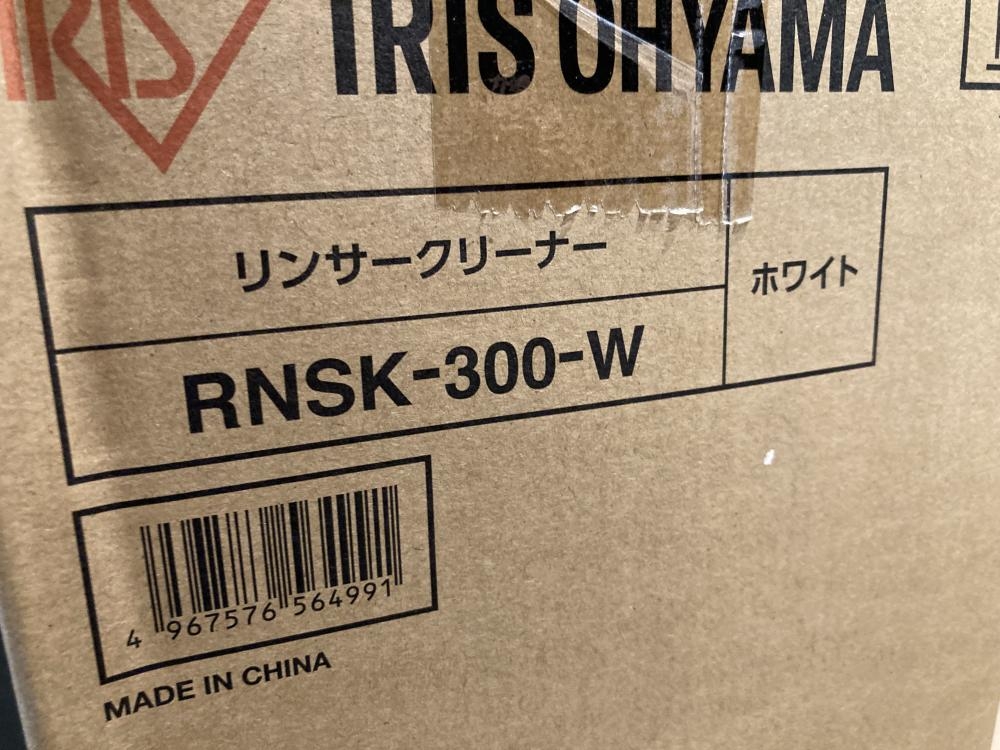 IRIS
IRIS OHYAMA
リンサークリーナー
ホワイト
RNSK-300-W
4 967576 564991
MADE IN CHINA